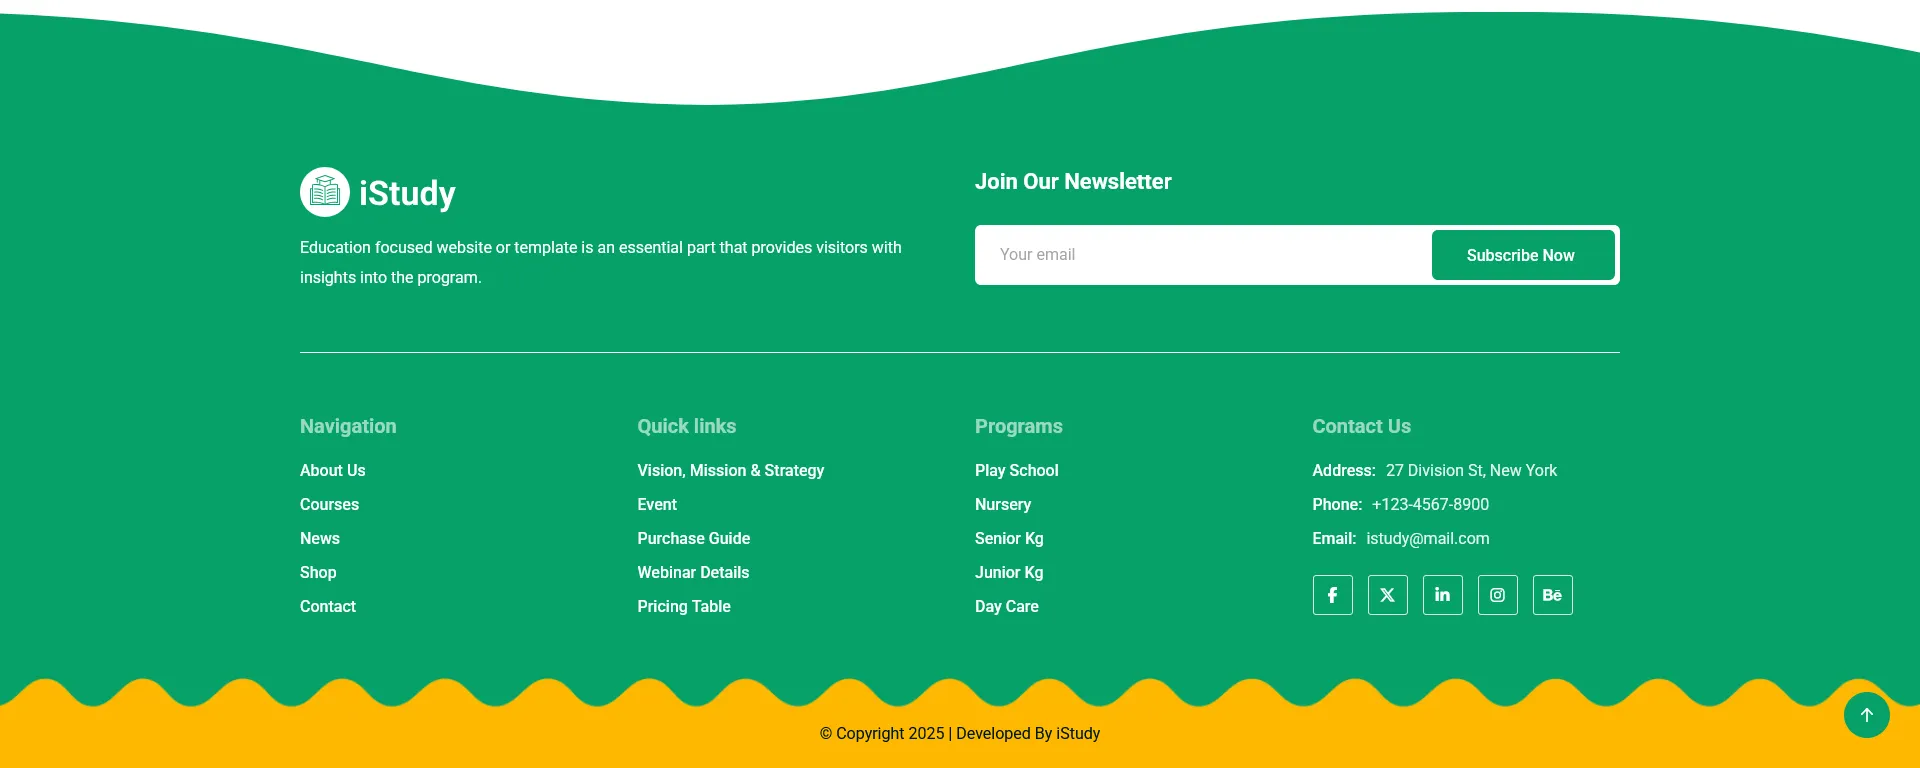 iStudy
Education focused website or template is an essential part that provides visitors with
insights into the program.
Join Our Newsletter
Your email
Subscribe Now
Navigation
About Us
Courses
News
Shop
Contact
Quick links
Vision, Mission & Strategy
Event
Purchase Guide
Webinar Details
Pricing Table
Programs
Play School
Nursery
Senior Kg
Junior Kg
Day Care
Contact Us
Address: 27 Division St, New York
Phone: +123-4567-8900
Email: istudy@mail.com
© Copyright 2025 | Developed By iStudy